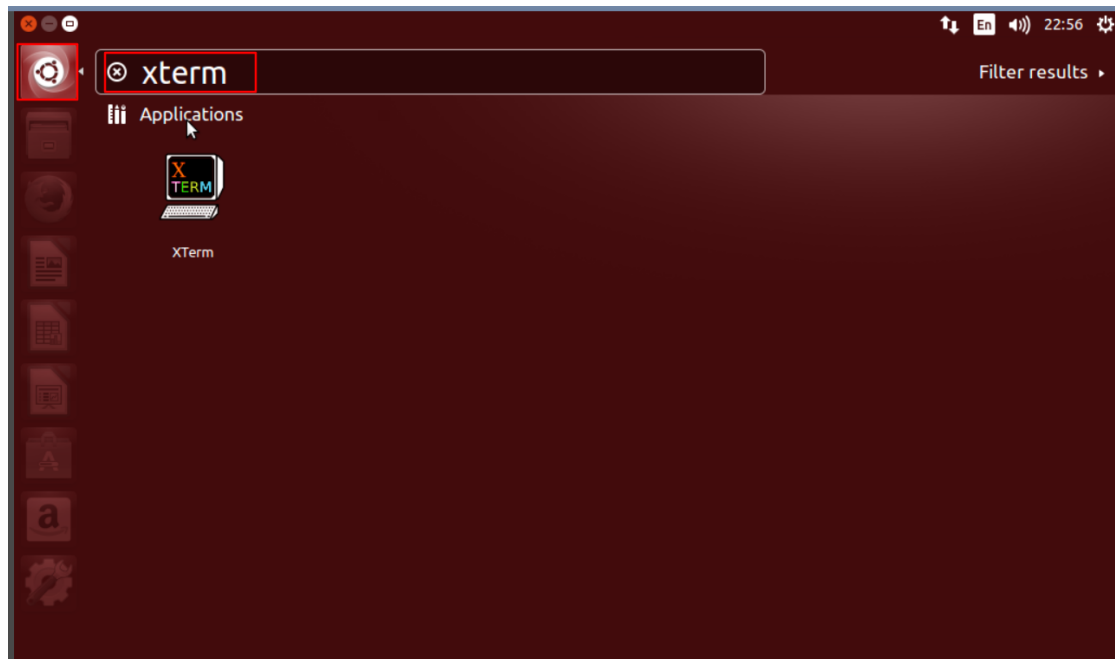 En 22:56
xterm
Filter results
Applications
X
TERM
XTerm
A
a